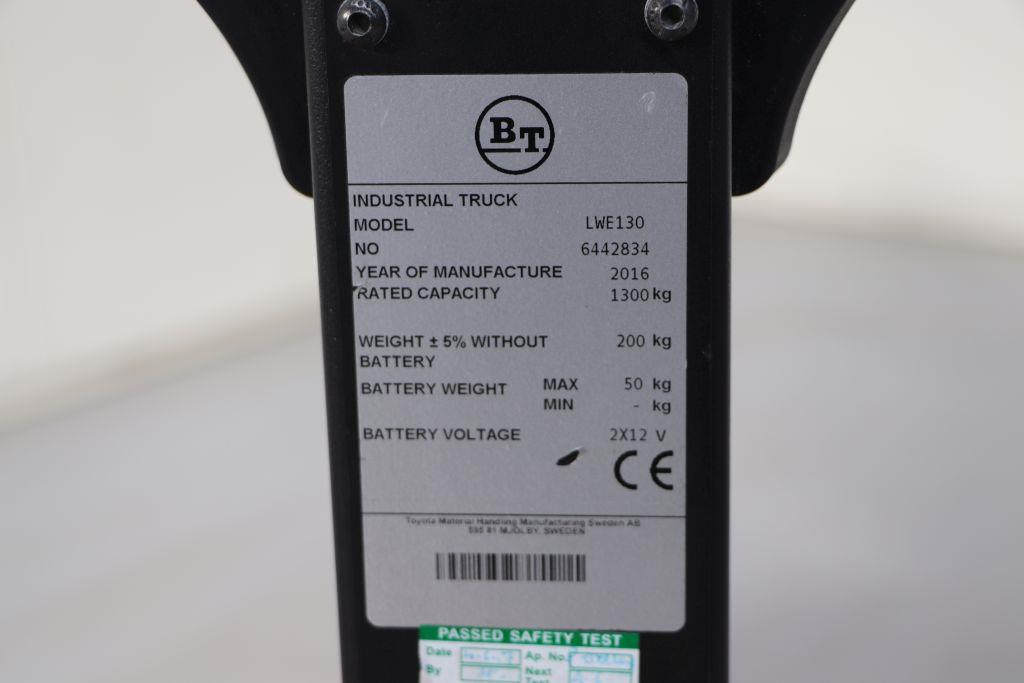 BT
INDUSTRIAL TRUCK
MODEL LWE130
NO 6442834
YEAR OF MANUFACTURE 2016
RATED CAPACITY 1300 kg
WEIGHT ± 5% WITHOUT 200 kg
BATTERY
BATTERY WEIGHT MAX 50 kg
MIN - kg
BATTERY VOLTAGE 2X12 V
CE
Toyota Material Handling Manufacturing Sweden AB
595 81 MJÖLBY, SWEDEN
PASSED SAFETY TEST
Date Ap. No.
By Next
Test